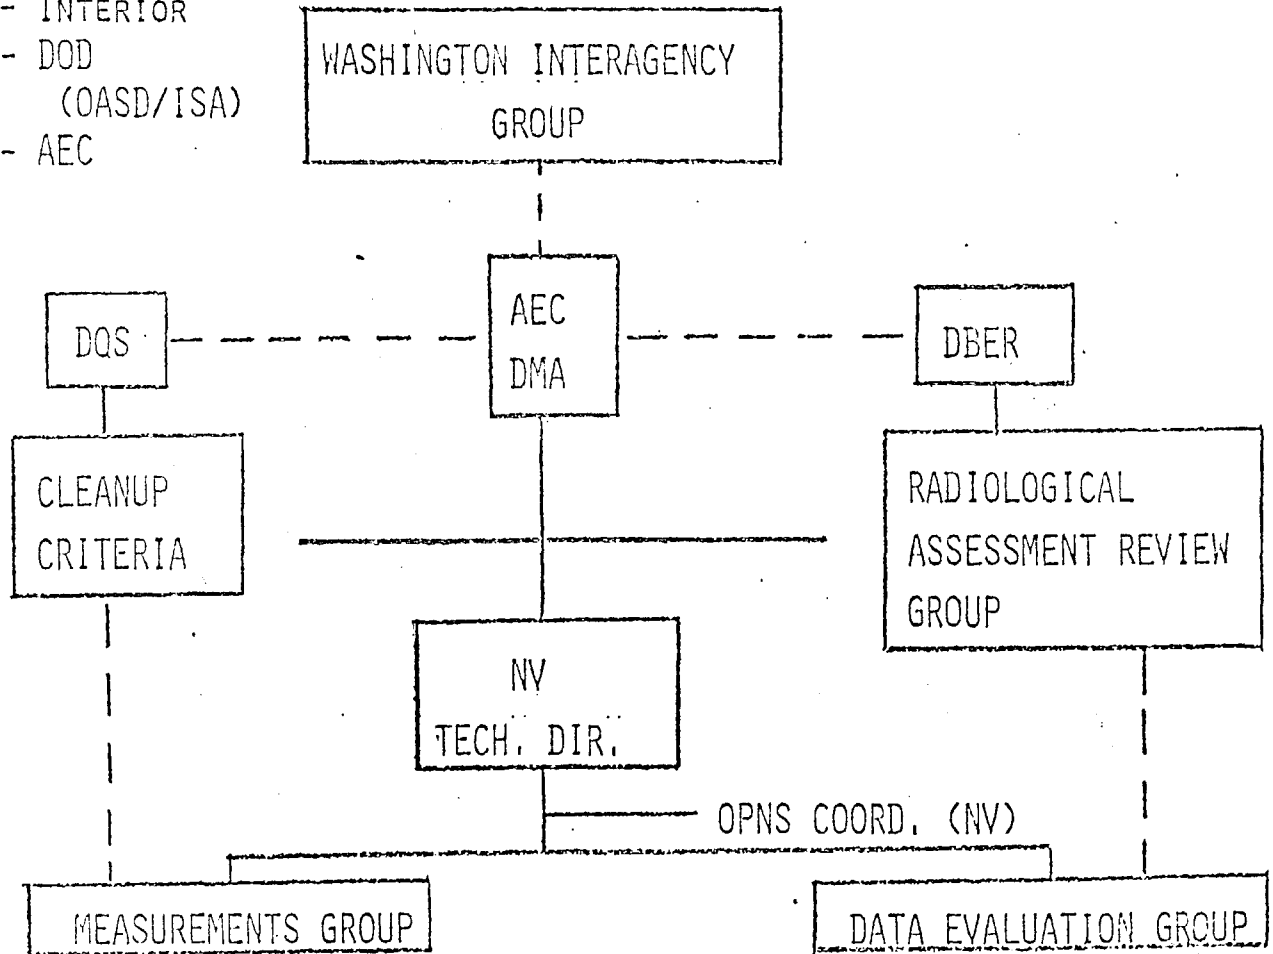 - INTERIOR
- DOD
(OASD/ISA)
- AEC
WASHINGTON INTERAGENCY
GROUP
AEC
DMA
DOS
DBER
CLEANUP
CRITERIA
RADIOLOGICAL
ASSESSMENT REVIEW
GROUP
NV
TECH. DIR.
OPNS COORD. (NV)
MEASUREMENTS GROUP
DATA EVALUATION GROUP